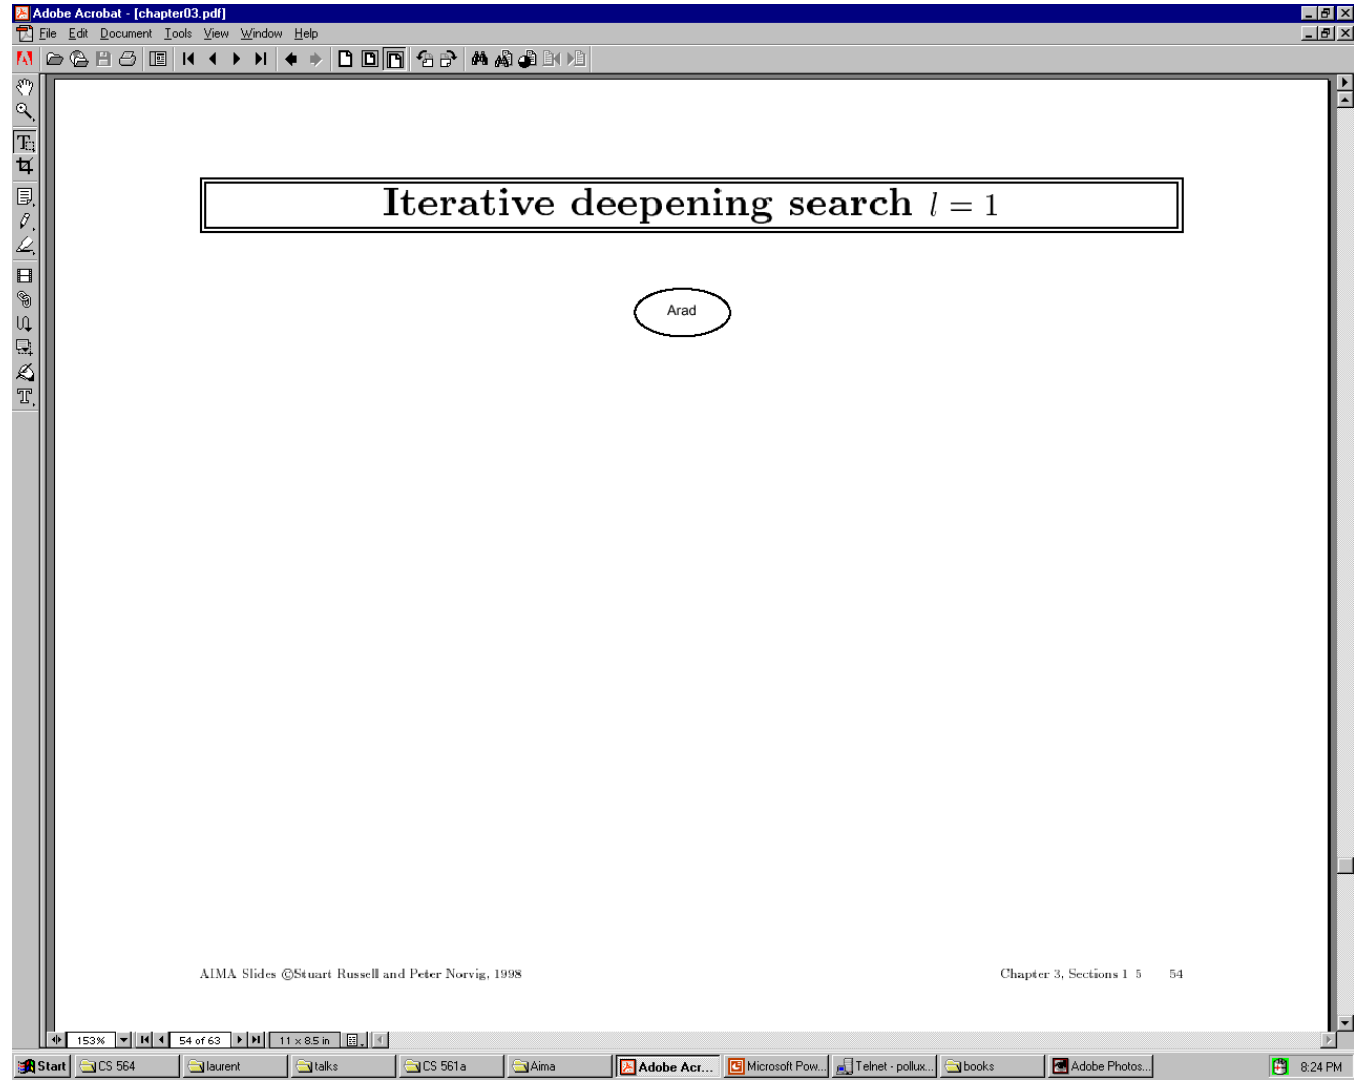 Adobe Acrobat - [chapter03.pdf]
File Edit Document Tools View Window Help
Iterative deepening search l = 1
Arad
AIMA Slides ©Stuart Russell and Peter Norvig, 1998
Chapter 3, Sections 1 5 54
153% 54 of 63 11 x 8.5 in
Start CS 564 laurent talks CS 561a Aima Adobe Acr... Microsoft Pow... Telnet - pollux... books Adobe Photos... 8:24 PM